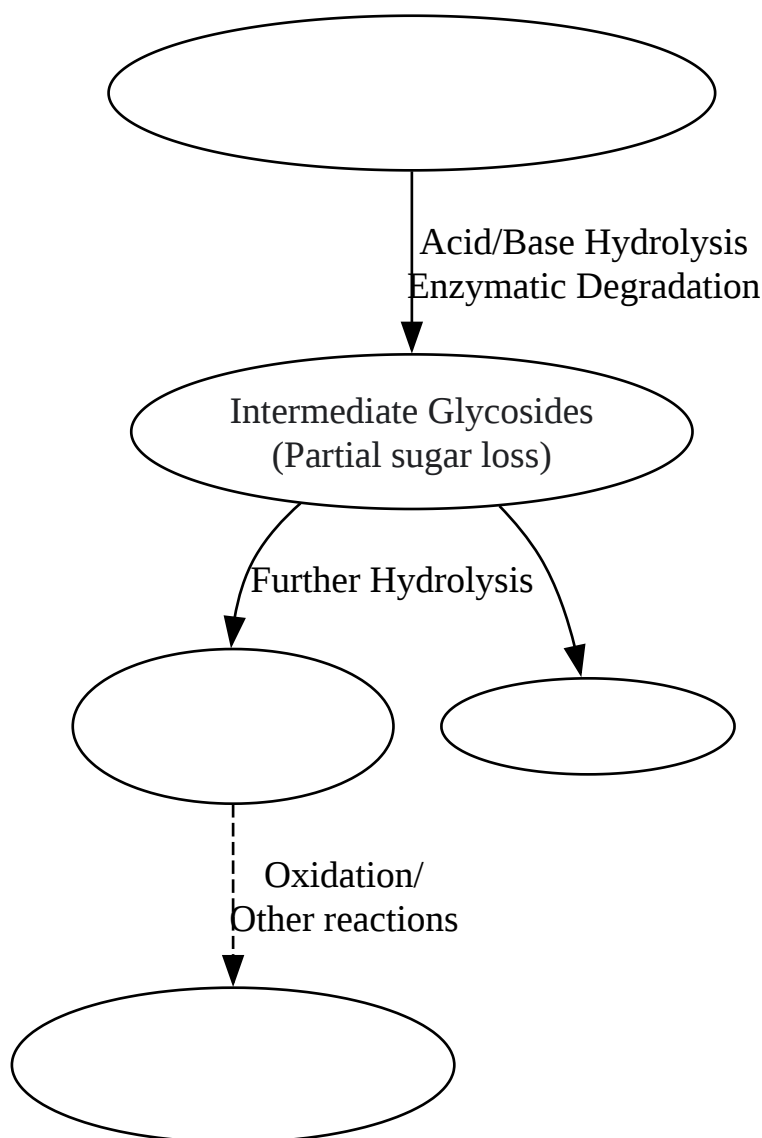 Acid/Base Hydrolysis
Enzymatic Degradation
Intermediate Glycosides
(Partial sugar loss)
Further Hydrolysis
Oxidation/
Other reactions